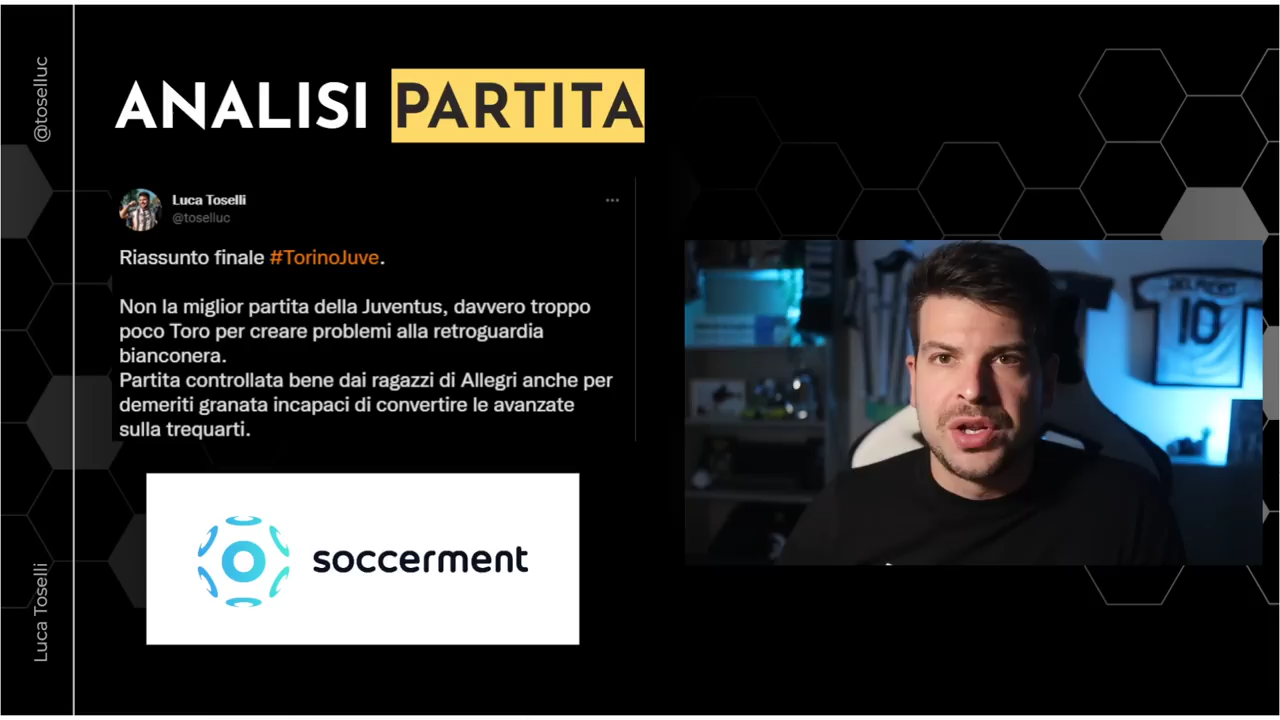 @toselluc
ANALISI PARTITA
Luca Toselli
@toselluc
Riassunto finale #TorinoJuve.
Non la miglior partita della Juventus, davvero troppo
poco Toro per creare problemi alla retroguardia
bianconera.
Partita controllata bene dai ragazzi di Allegri anche per
demeriti granata incapaci di convertire le avanzate
sulla trequarti.
soccerment
Luca Toselli
10